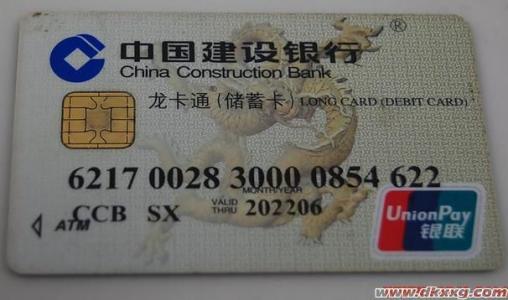 中国建设银行®
China Construction Bank
龙卡通(储蓄卡) LONG CARD (DEBIT CARD)
6217 0028 3000 0854 622
MONTH/YEAR
CCB SX VALID THRU 202206
ATM
UnionPay
银联
www.dkxxg.com